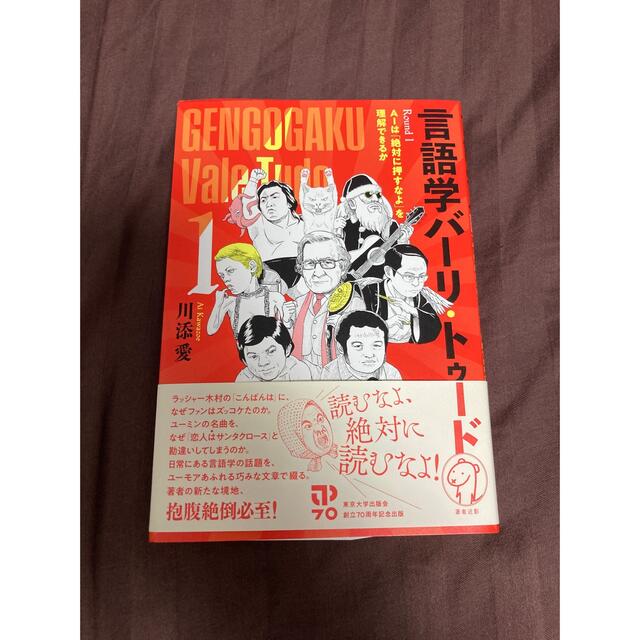 GENGOGAKU
Vale Tudo
1
言語学バーリ・トゥード
Round 1
AIは「絶対に押すなよ」を
理解できるか
Ai Kawazoe
川添愛
ラッシャー木村の「こんばんは」に、
なぜファンはズッコケたのか。
ユーミンの名曲を、
なぜ「恋人はサンタクロース」と
勘違いしてしまうのか。
日常にある言語学の話題を、
ユーモアあふれる巧みな文章で綴る。
著者の新たな境地、
抱腹絶倒必至!
読むなよ、
絶対に
読むなよ!
70
東京大学出版会
創立70周年記念出版
著者近影